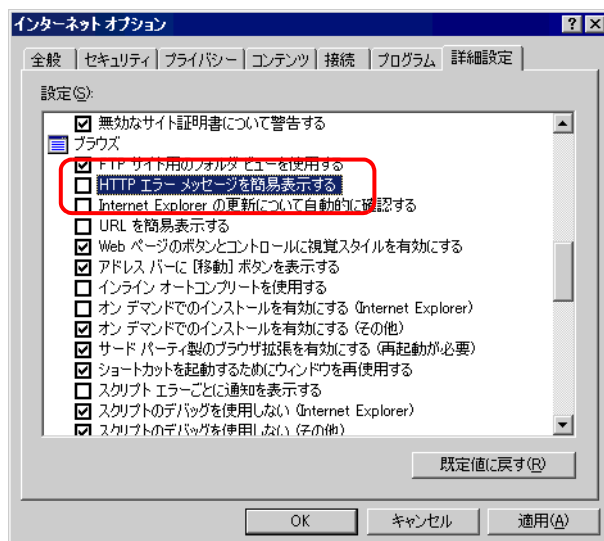 インターネット オプション
全般 セキュリティ プライバシー コンテンツ 接続 プログラム 詳細設定
設定(S):
無効なサイト証明書について警告する
ブラウズ
FTP サイト用のフォルダ ビューを使用する
HTTP エラー メッセージを簡易表示する
Internet Explorer の更新について自動的に確認する
URL を簡易表示する
Web ページのボタンとコントロールに視覚スタイルを有効にする
アドレス バーに [移動] ボタンを表示する
インライン オートコンプリートを使用する
オン デマンドでのインストールを有効にする (Internet Explorer)
オン デマンドでのインストールを有効にする (その他)
サード パーティ製のブラウザ拡張を有効にする (再起動が必要)
ショートカットを起動するためにウィンドウを再使用する
スクリプト エラーごとに通知を表示する
スクリプトのデバッグを使用しない (Internet Explorer)
スクリプトのデバッグを使用しない (その他)
既定値に戻す(R)
OK キャンセル 適用(A)